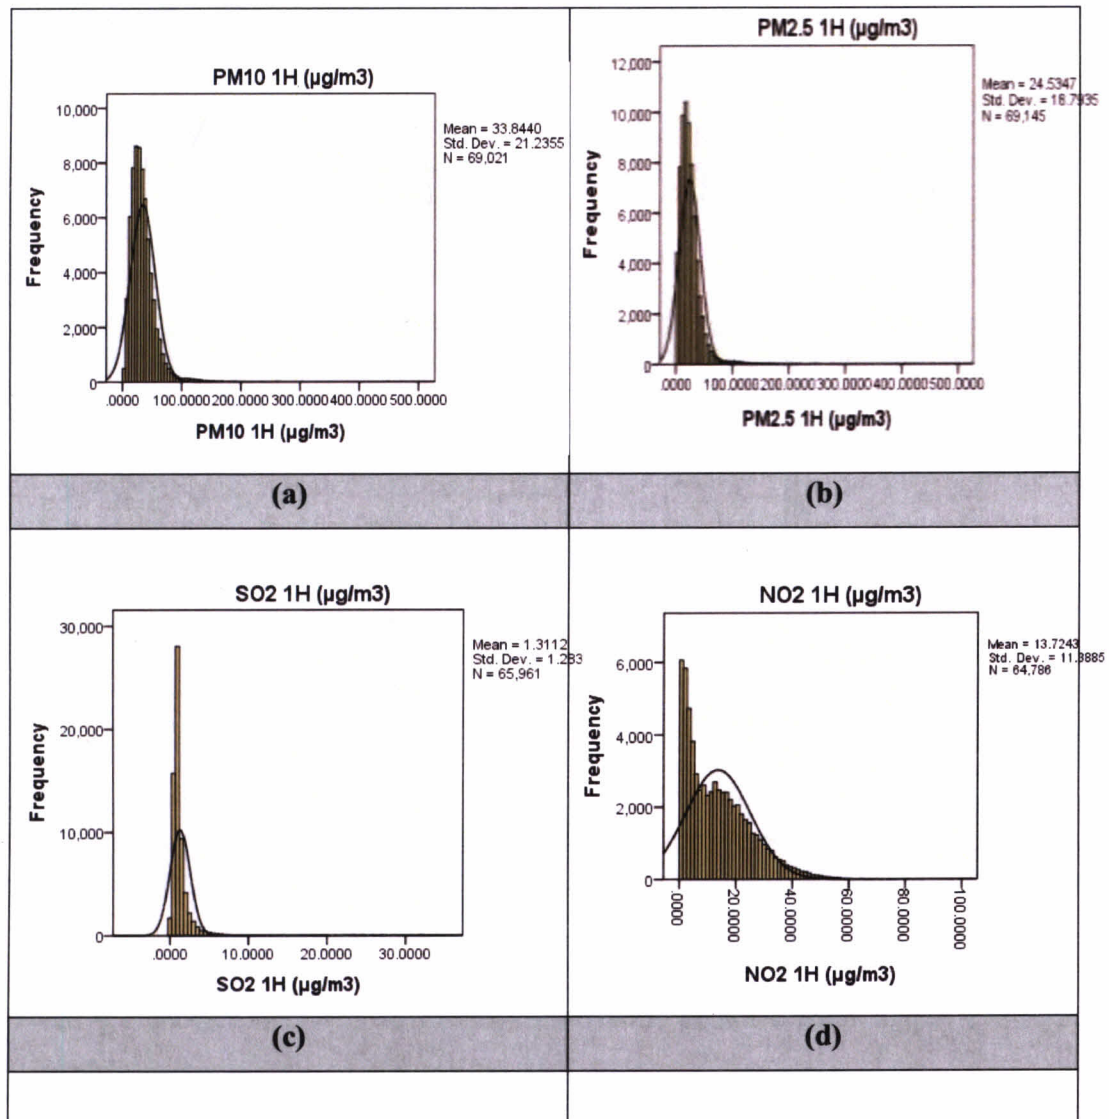 PM10 1H (µg/m3)
10,000
8,000
6,000
4,000
2,000
0
Frequency
.0000 100.0000 200.0000 300.0000 400.0000 500.0000
PM10 1H (µg/m3)
Mean = 33.8440
Std. Dev. = 21.2355
N = 69,021
PM2.5 1H (µg/m3)
12,000
10,000
8,000
6,000
4,000
2,000
0
Frequency
.0000 100.0000 200.0000 300.0000 400.0000 500.0000
PM2.5 1H (µg/m3)
Mean = 24.5347
Std. Dev. = 18.7935
N = 69,145
(a)
(b)
SO2 1H (µg/m3)
30,000
20,000
10,000
0
Frequency
.0000 10.0000 20.0000 30.0000
SO2 1H (µg/m3)
Mean = 1.3112
Std. Dev. = 1.283
N = 65,961
NO2 1H (µg/m3)
6,000
4,000
2,000
0
Frequency
.0000 20.0000 40.0000 60.0000 80.0000 100.0000
NO2 1H (µg/m3)
Mean = 13.7243
Std. Dev. = 11.3885
N = 64,786
(c)
(d)